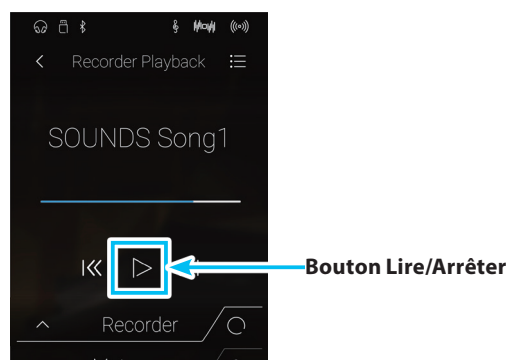 Recorder Playback
SOUNDS Song1
Bouton Lire/Arrêter
Recorder